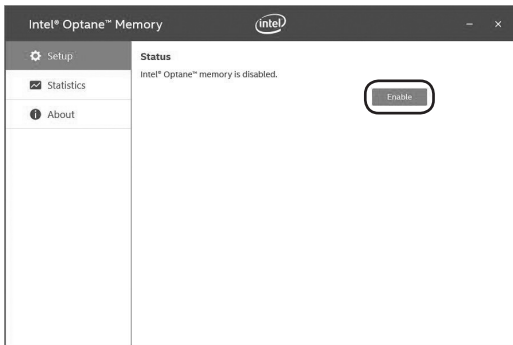 Intel® Optane™ Memory
intel
Setup
Statistics
About
Status
Intel® Optane™ memory is disabled.
Enable